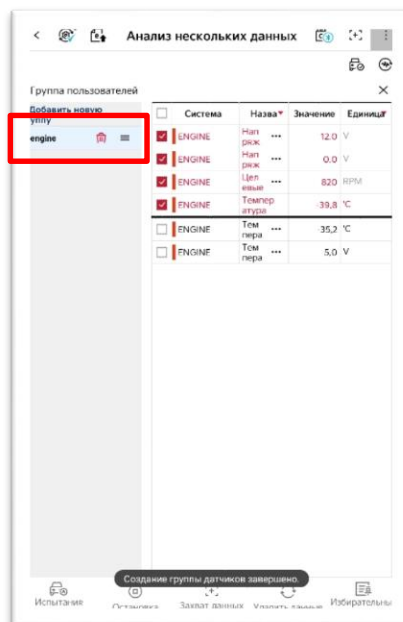 Анализ нескольких данных
Группа пользователей
Добавить новую
группу
engine
Система Назва Значение Единица
ENGINE Нап ряж ... 12.0 V
ENGINE Нап ряж ... 0.0 V
ENGINE Цел евые ... 820 RPM
ENGINE Темпер атура -39,8 ℃
ENGINE Тем пера ... -35,2 ℃
ENGINE Тем пера ... 5,0 V
Создание группы датчиков завершено.
Испытание Остановка Захват данных Удалить данные Избирательны